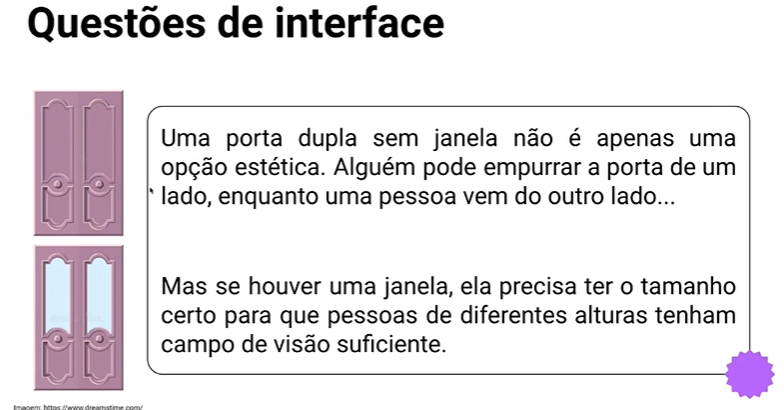 Questões de interface
Uma porta dupla sem janela não é apenas uma
opção estética. Alguém pode empurrar a porta de um
lado, enquanto uma pessoa vem do outro lado...
Mas se houver uma janela, ela precisa ter o tamanho
certo para que pessoas de diferentes alturas tenham
campo de visão suficiente.
Imagem: https://www.dreamstime.com/